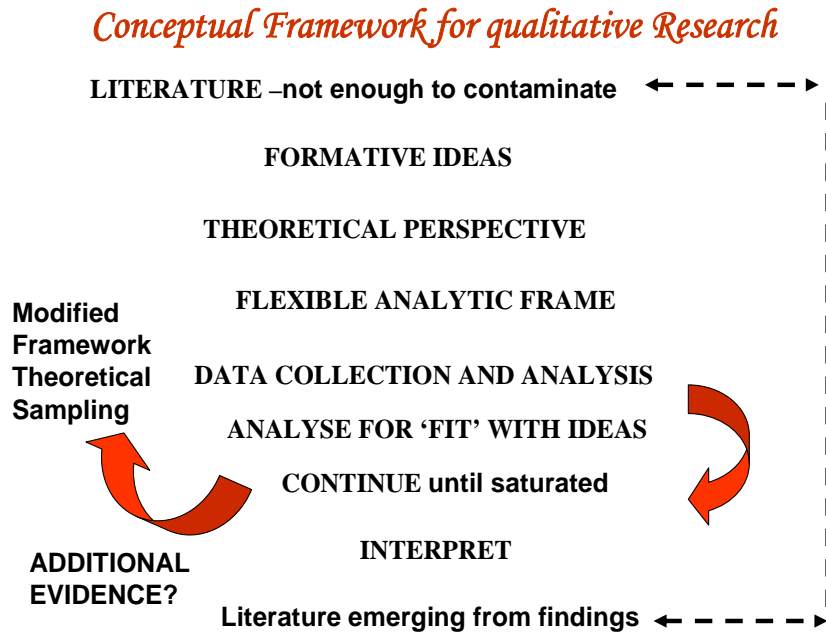 Conceptual Framework for qualitative Research
LITERATURE –not enough to contaminate
FORMATIVE IDEAS
THEORETICAL PERSPECTIVE
FLEXIBLE ANALYTIC FRAME
Modified
Framework
Theoretical
Sampling
DATA COLLECTION AND ANALYSIS
ANALYSE FOR ‘FIT’ WITH IDEAS
CONTINUE until saturated
INTERPRET
ADDITIONAL
EVIDENCE?
Literature emerging from findings